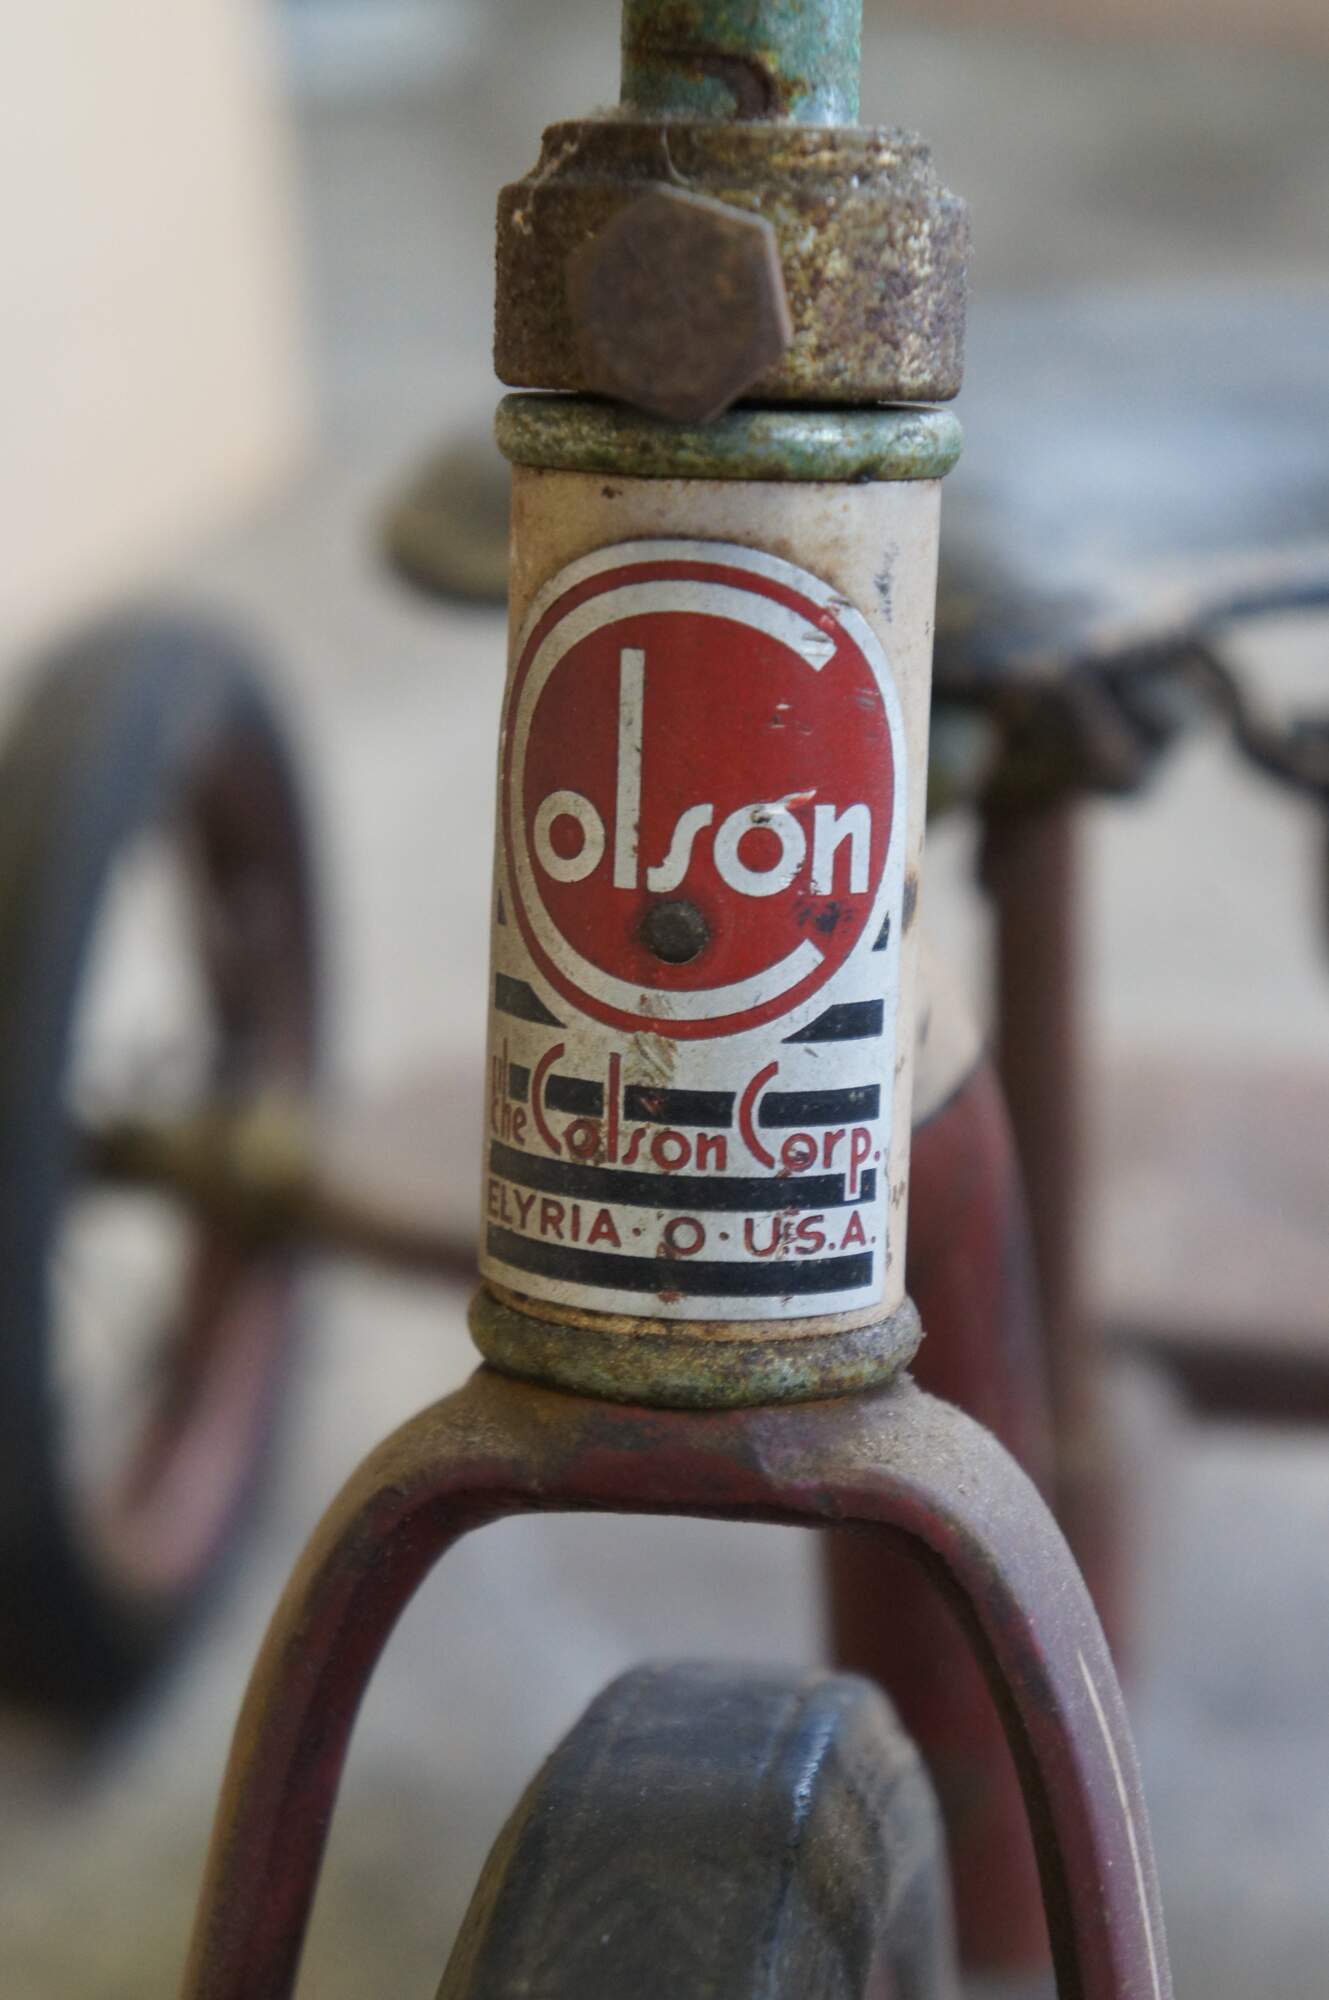 Colson
The Colson Corp.
ELYRIA · O · U.S.A.